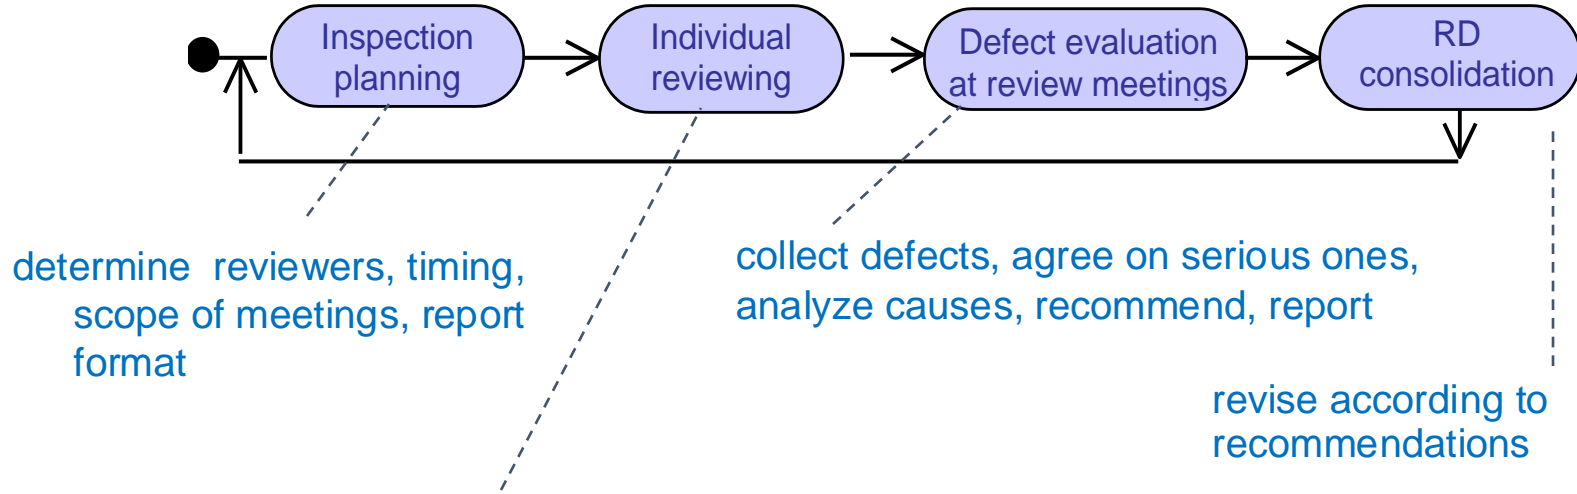 Inspection
planning
Individual
reviewing
Defect evaluation
at review meetings
RD
consolidation
determine reviewers, timing,
scope of meetings, report
format
collect defects, agree on serious ones,
analyze causes, recommend, report
revise according to
recommendations